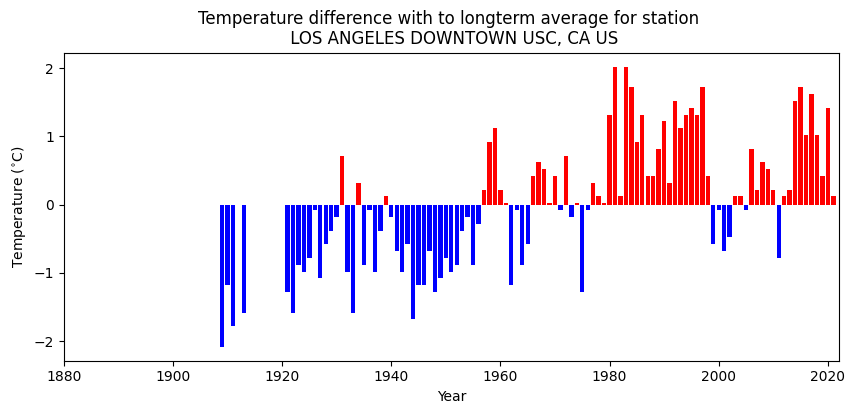 Temperature difference with to longterm average for station
LOS ANGELES DOWNTOWN USC, CA US
2
1
0
−1
−2
Temperature (°C)
1880 1900 1920 1940 1960 1980 2000 2020
Year